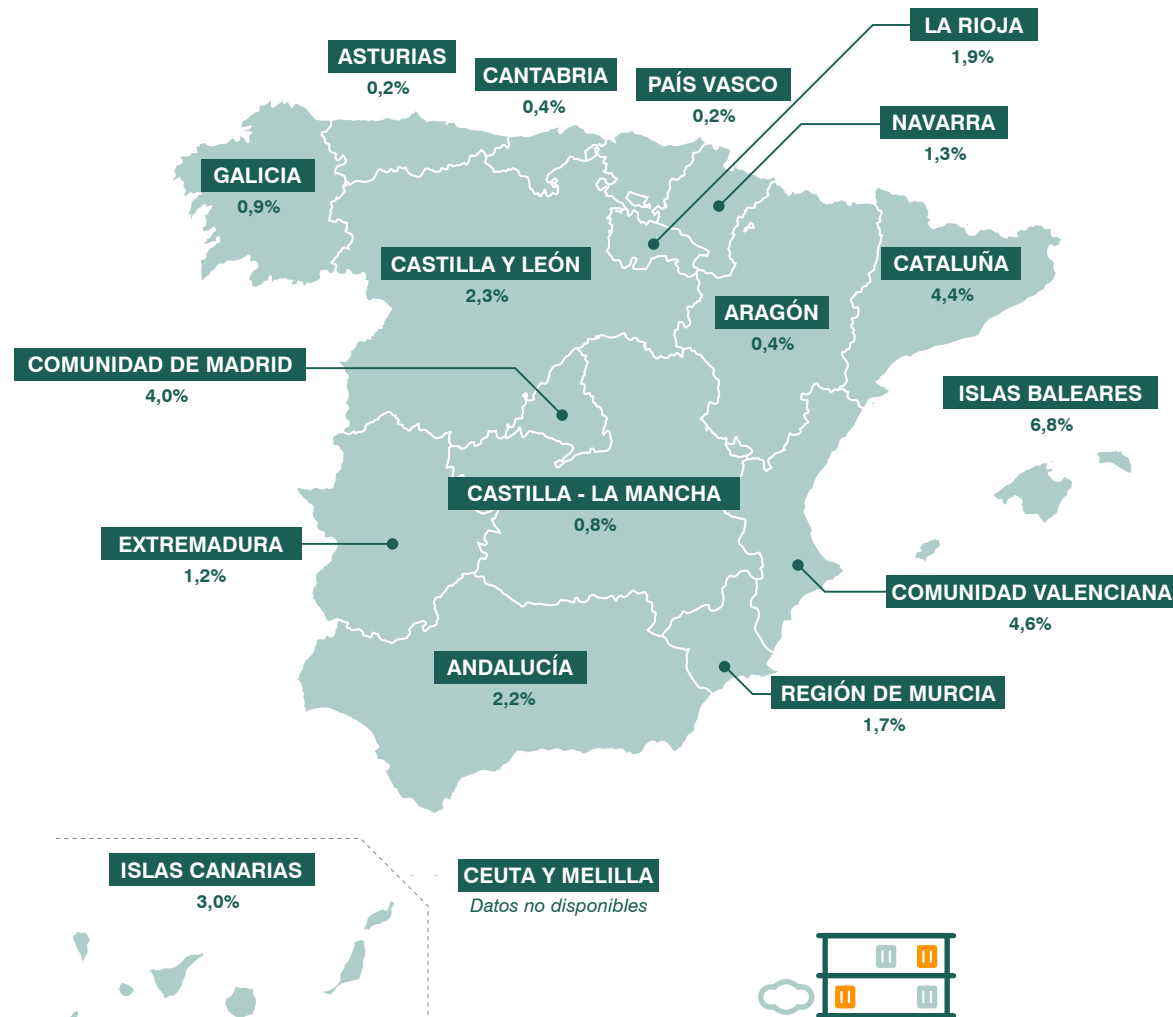 LA RIOJA
1,9%
ASTURIAS
0,2%
CANTABRIA
0,4%
PAÍS VASCO
0,2%
NAVARRA
1,3%
GALICIA
0,9%
CASTILLA Y LEÓN
2,3%
CATALUÑA
4,4%
ARAGÓN
0,4%
COMUNIDAD DE MADRID
4,0%
ISLAS BALEARES
6,8%
CASTILLA - LA MANCHA
0,8%
EXTREMADURA
1,2%
COMUNIDAD VALENCIANA
4,6%
ANDALUCÍA
2,2%
REGIÓN DE MURCIA
1,7%
ISLAS CANARIAS
3,0%
CEUTA Y MELILLA
Datos no disponibles